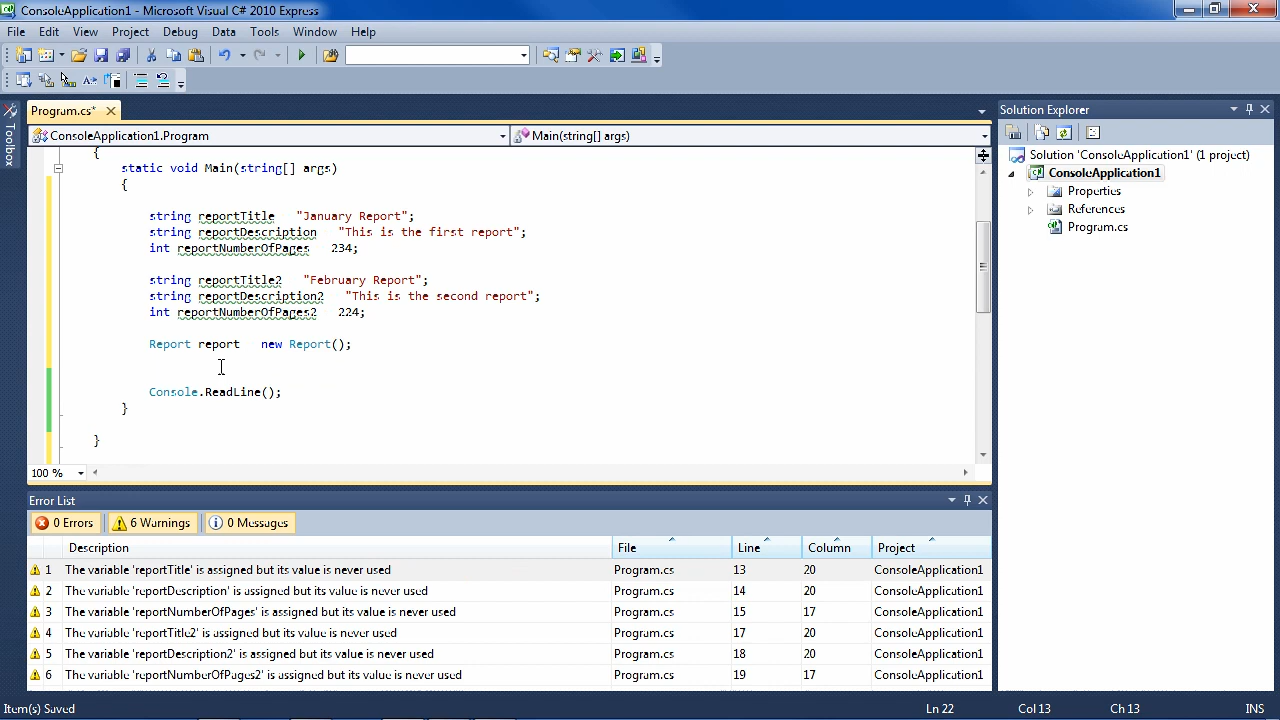 ConsoleApplication1 - Microsoft Visual C# 2010 Express
File Edit View Project Debug Data Tools Window Help
Program.cs*
ConsoleApplication1.Program
Main(string[] args)
Toolbox
{
static void Main(string[] args)
{
string reportTitle "January Report";
string reportDescription "This is the first report";
int reportNumberOfPages 234;
string reportTitle2 "February Report";
string reportDescription2 "This is the second report";
int reportNumberOfPages2 224;
Report report new Report();
Console.ReadLine();
}
}
100 %
Solution Explorer
Solution 'ConsoleApplication1' (1 project)
ConsoleApplication1
Properties
References
Program.cs
Error List
0 Errors 6 Warnings 0 Messages
Description File Line Column Project
1 The variable 'reportTitle' is assigned but its value is never used Program.cs 13 20 ConsoleApplication1
2 The variable 'reportDescription' is assigned but its value is never used Program.cs 14 20 ConsoleApplication1
3 The variable 'reportNumberOfPages' is assigned but its value is never used Program.cs 15 17 ConsoleApplication1
4 The variable 'reportTitle2' is assigned but its value is never used Program.cs 17 20 ConsoleApplication1
5 The variable 'reportDescription2' is assigned but its value is never used Program.cs 18 20 ConsoleApplication1
6 The variable 'reportNumberOfPages2' is assigned but its value is never used Program.cs 19 17 ConsoleApplication1
Item(s) Saved Ln 22 Col 13 Ch 13 INS